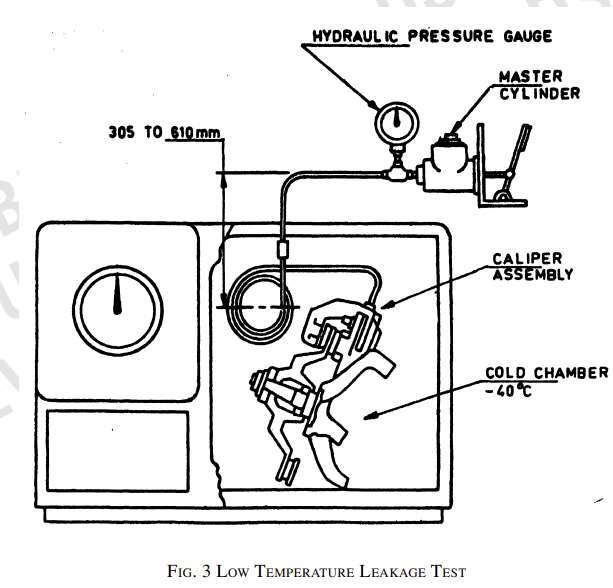 HYDRAULIC PRESSURE GAUGE
MASTER
CYLINDER
305 TO 610mm
CALIPER
ASSEMBLY
COLD CHAMBER
-40°C
FIG. 3 LOW TEMPERATURE LEAKAGE TEST